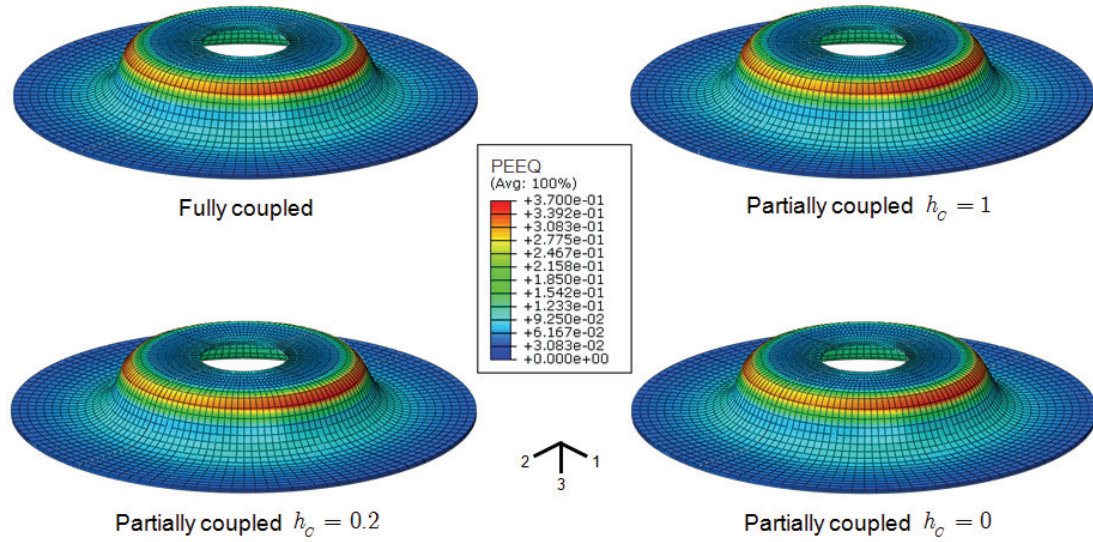 Fully coupled
Partially coupled h_c = 1
PEEQ
(Avg: 100%)
+3.700e-01
+3.392e-01
+3.083e-01
+2.775e-01
+2.467e-01
+2.158e-01
+1.850e-01
+1.542e-01
+1.233e-01
+9.250e-02
+6.167e-02
+3.083e-02
+0.000e+00
2 1
3
Partially coupled h_c = 0.2
Partially coupled h_c = 0